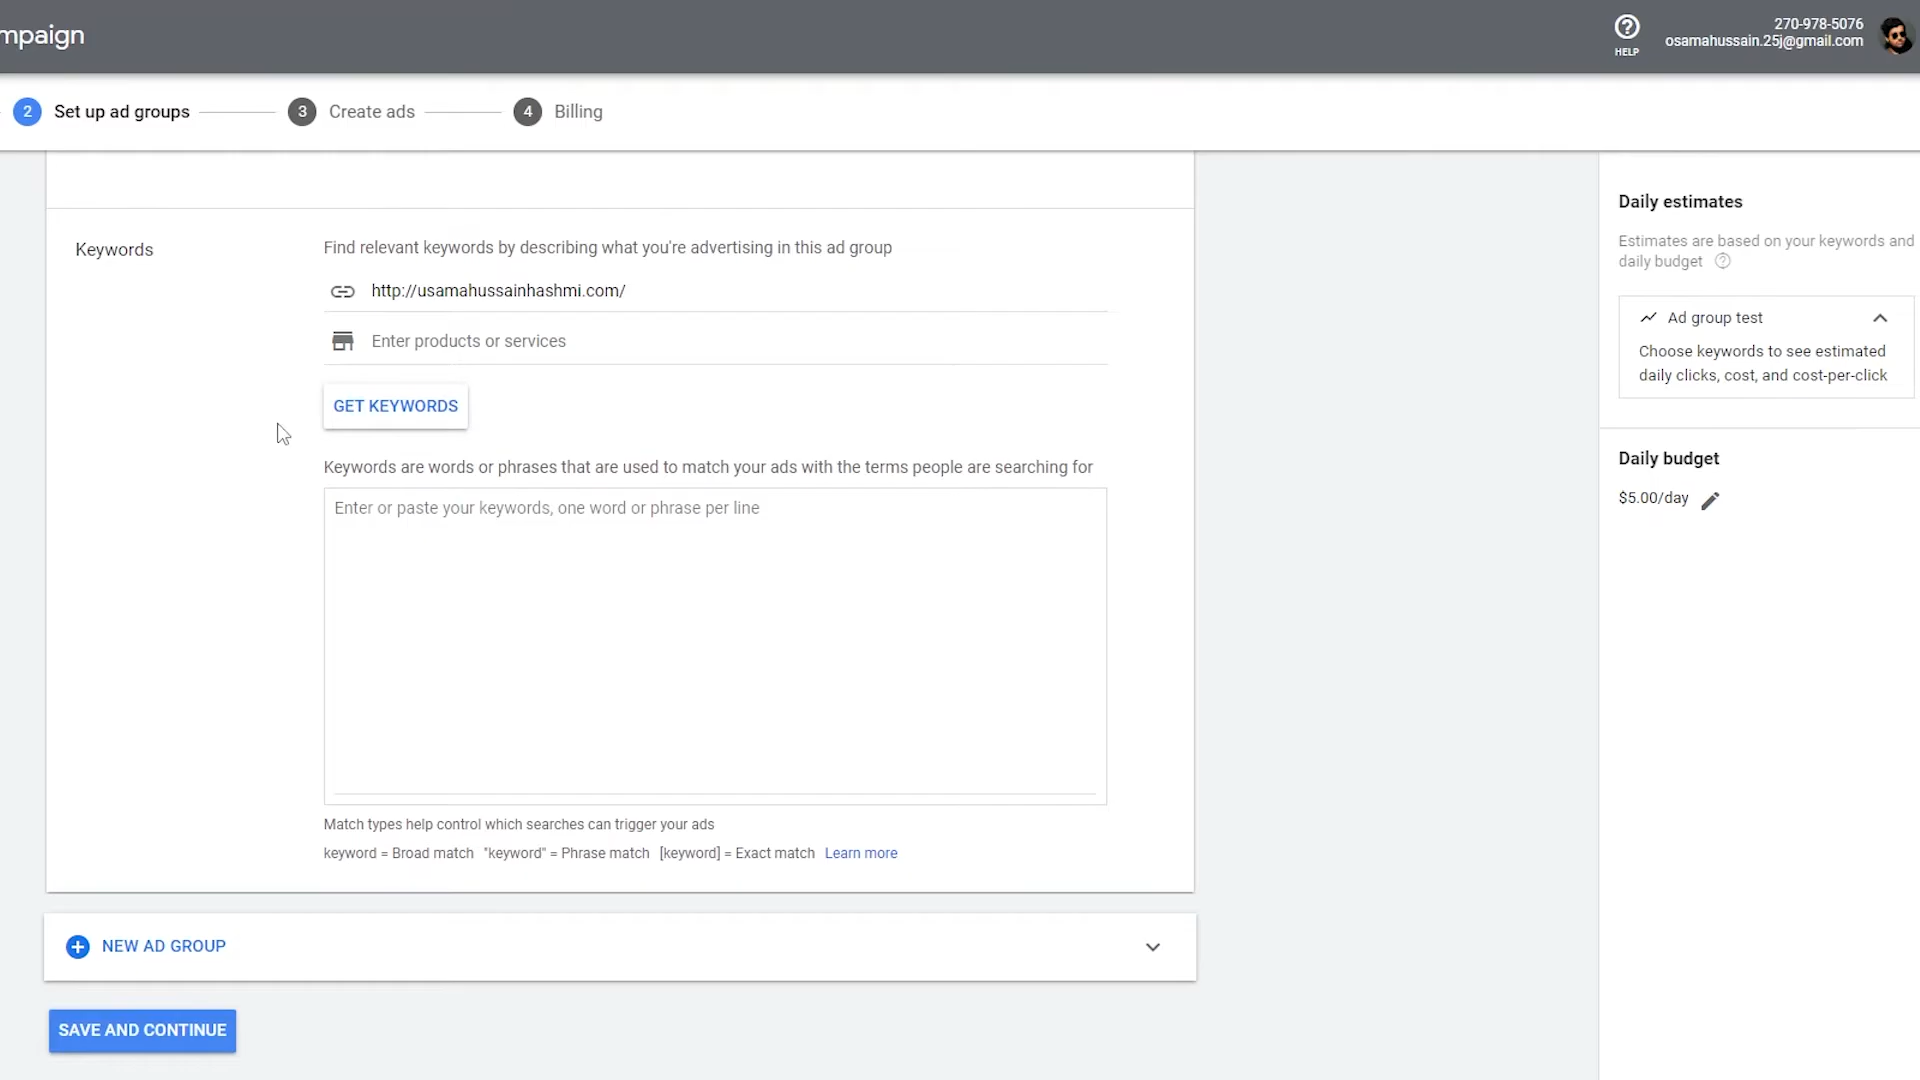 mpaign
HELP
270-978-5076
osamahussain.25j@gmail.com
2 Set up ad groups
3 Create ads
4 Billing
Keywords
Find relevant keywords by describing what you're advertising in this ad group
http://usamahussainhashmi.com/
Enter products or services
GET KEYWORDS
Keywords are words or phrases that are used to match your ads with the terms people are searching for
Enter or paste your keywords, one word or phrase per line
Match types help control which searches can trigger your ads
keyword = Broad match "keyword" = Phrase match [keyword] = Exact match Learn more
NEW AD GROUP
SAVE AND CONTINUE
Daily estimates
Estimates are based on your keywords and
daily budget
Ad group test
Choose keywords to see estimated
daily clicks, cost, and cost-per-click
Daily budget
$5.00/day